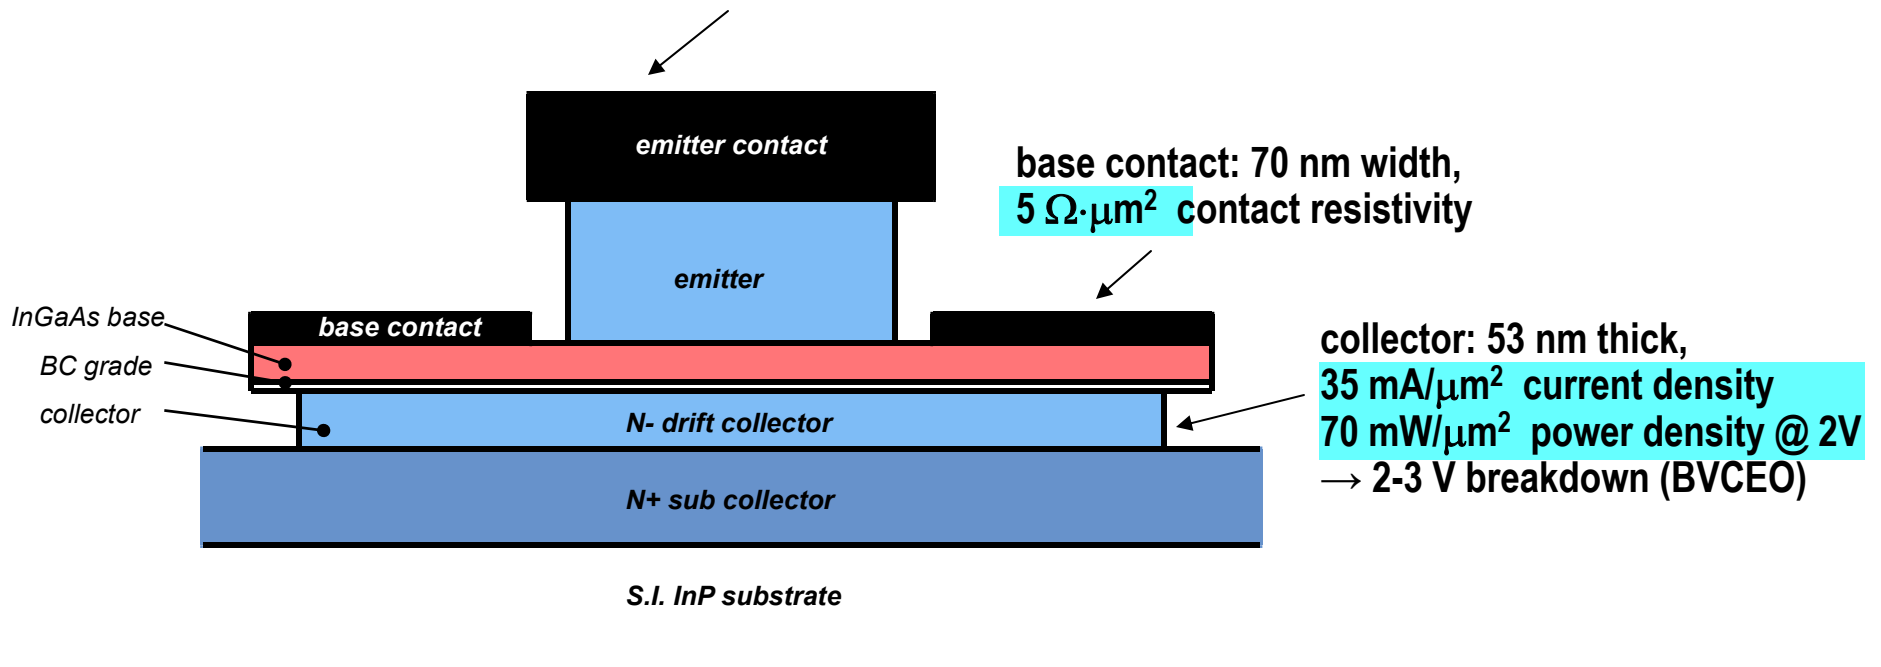 emitter contact
base contact: 70 nm width,
5 Ω·μm² contact resistivity
emitter
InGaAs base
base contact
BC grade
collector
collector: 53 nm thick,
35 mA/μm² current density
70 mW/μm² power density @ 2V
→ 2-3 V breakdown (BVCEO)
N- drift collector
N+ sub collector
S.I. InP substrate